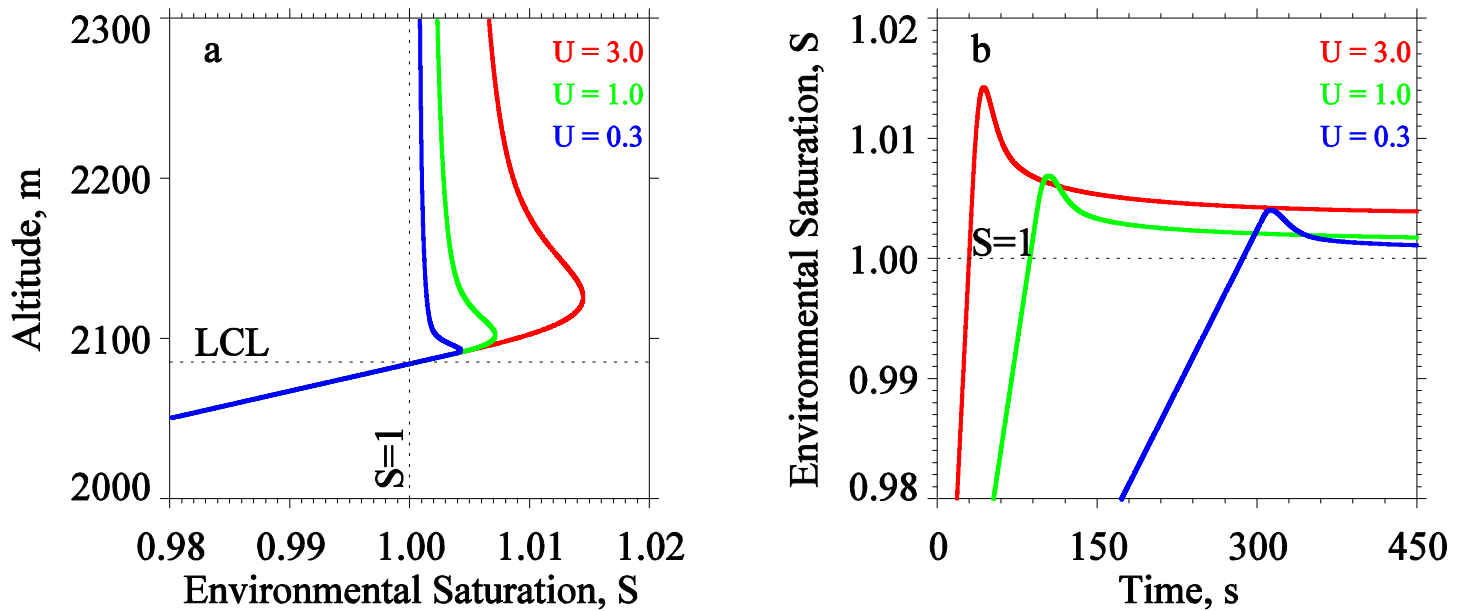 2300
a
U = 3.0
U = 1.0
U = 0.3
2200
Altitude, m
2100
LCL
S=1
2000
0.98 0.99 1.00 1.01 1.02
Environmental Saturation, S
1.02
b
U = 3.0
U = 1.0
U = 0.3
1.01
Environmental Saturation, S
S=1
1.00
0.99
0.98
0 150 300 450
Time, s